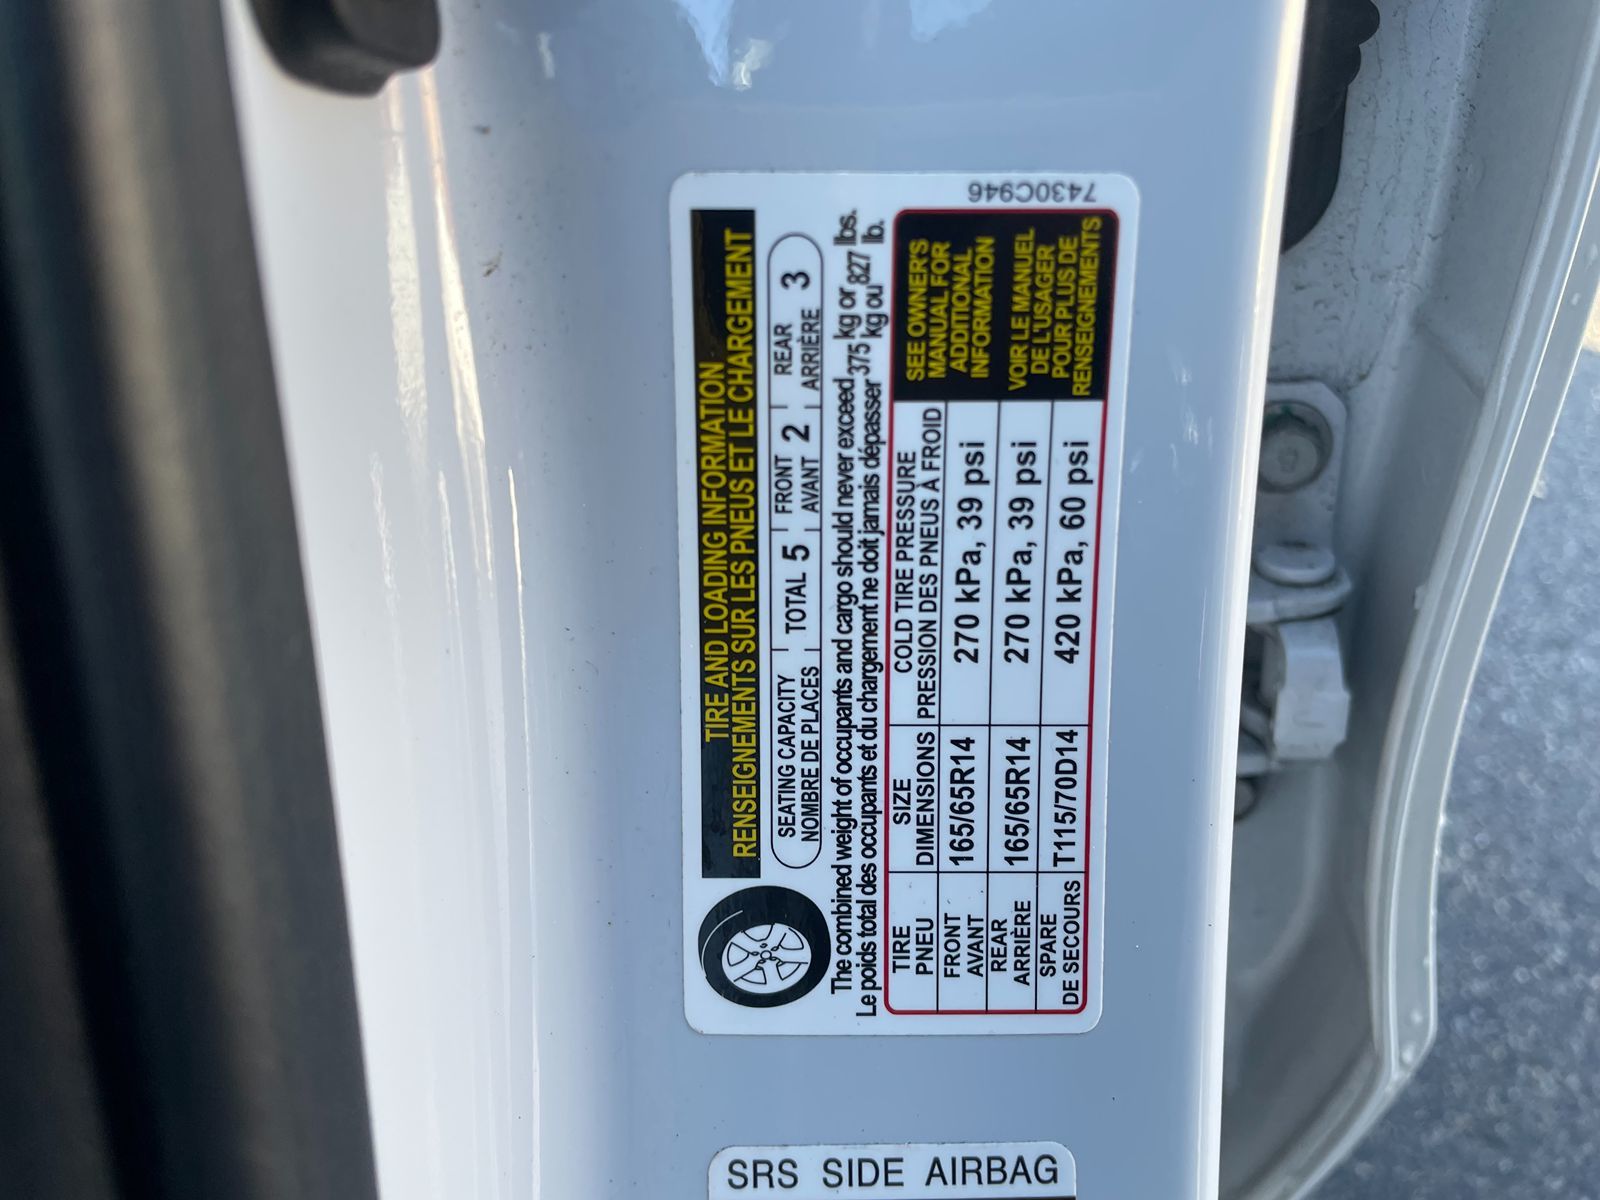 TIRE AND LOADING INFORMATION
RENSEIGNEMENTS SUR LES PNEUS ET LE CHARGEMENT
SEATING CAPACITY TOTAL 5 FRONT 2 REAR 3
NOMBRE DE PLACES AVANT ARRIÈRE
The combined weight of occupants and cargo should never exceed 375 kg or 827 lbs.
Le poids total des occupants et du chargement ne doit jamais dépasser kg ou lb.
TIRE SIZE COLD TIRE PRESSURE
PNEU DIMENSIONS PRESSION DES PNEUS À FROID
FRONT 165/65R14 270 kPa, 39 psi
AVANT
REAR 165/65R14 270 kPa, 39 psi
ARRIÈRE
SPARE T115/70D14 420 kPa, 60 psi
DE SECOURS
SEE OWNER'S
MANUAL FOR
ADDITIONAL
INFORMATION
VOIR LE MANUEL
DE L'USAGER
POUR PLUS DE
RENSEIGNEMENTS
7430C946
SRS SIDE AIRBAG